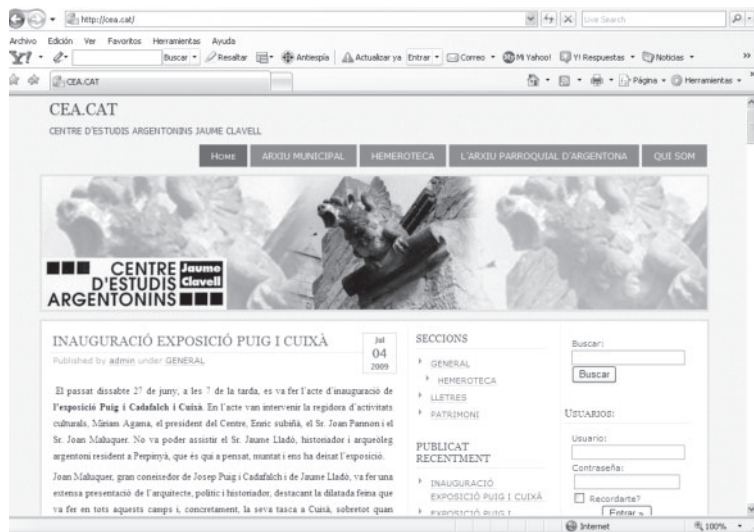 http://cea.cat/
Live Search
Archivo Edición Ver Favoritos Herramientas Ayuda
Buscar Resaltar Antiespía Actualizar ya Entrar Correo Mi Yahoo! Y! Respuestas Noticias »
CEA.CAT
Página Herramientas »
CEA.CAT
CENTRE D'ESTUDIS ARGENTONINS JAUME CLAVELL
HOME ARXIU MUNICIPAL HEMEROTECA L'ARXIU PARROQUIAL D'ARGENTONA QUI SOM
CENTRE Jaume
D'ESTUDIS Clavell
ARGENTONINS
INAUGURACIÓ EXPOSICIÓ PUIG I CUIXÀ
Published by admin under GENERAL
Jul
04
2009
El passat dissabte 27 de juny, a les 7 de la tarda, es va fer l'acte d'inauguració de
l'exposició Puig i Cadafalch i Cuixà. En l'acte van intervenir la regidora d'activitats
culturals, Miriam Agama, el president del Centre, Enric subiñà, el Sr. Joan Pannon i el
Sr. Joan Maluquer. No va poder assistir el Sr. Jaume Lladó, historiador i arqueòleg
argentoní resident a Perpinyà, que és qui a pensat, muntat i ens ha deixat l'exposició.
Joan Maluquer, gran coneixedor de Josep Puig i Cadafalch i de Jaume Lladó, va fer una
extensa presentació de l'arquitecte, polític i historiador, destacant la dilatada feina que
va fer en tots aquests camps i, concretament, la seva tasca a Cuixà, sobretot quan
SECCIONS
GENERAL
HEMEROTECA
LLETRES
PATRIMONI
PUBLICAT
RECENTMENT
INAUGURACIÓ
EXPOSICIÓ PUIG I CUIXÀ
EXPOSICIÓ PUIG I
Buscar:
Buscar
USUARIOS:
Usuario:
Contraseña:
Recordarte?
Entrar »
Internet 100%